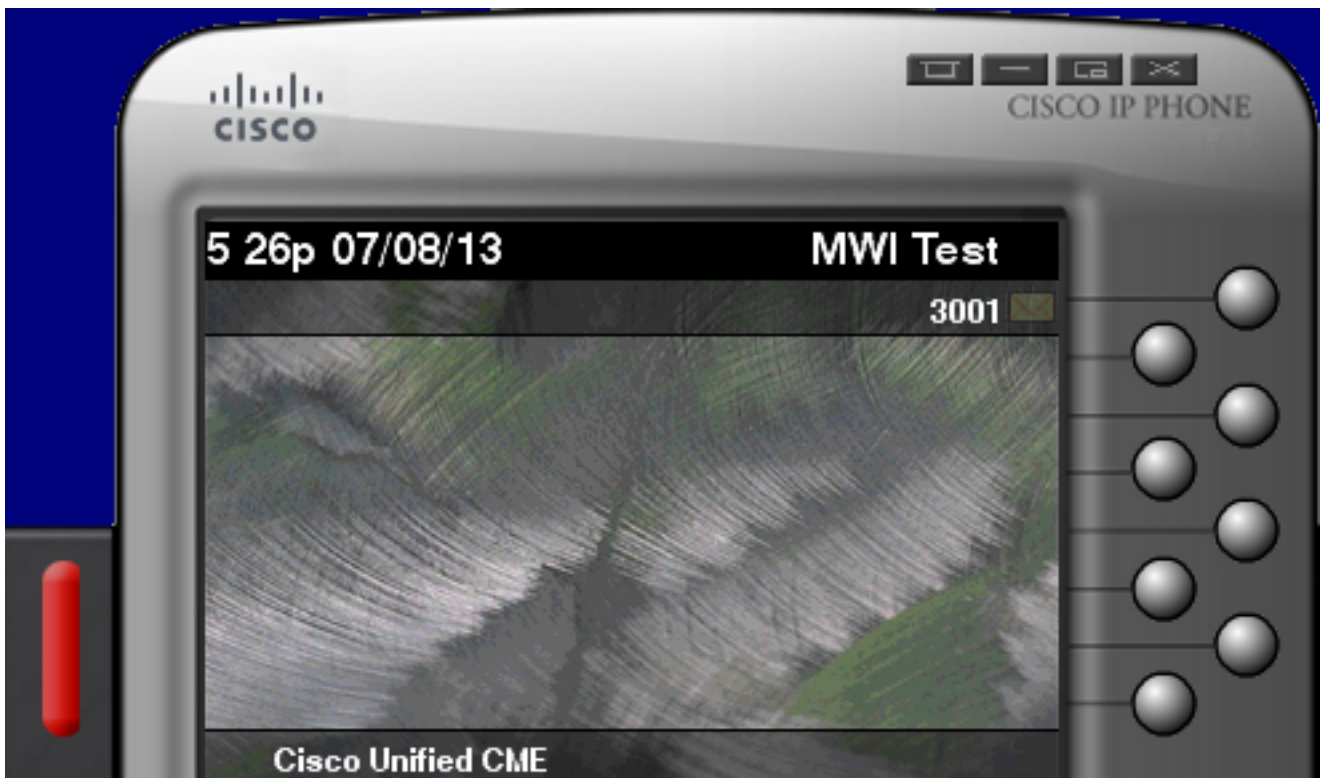 CISCO
CISCO IP PHONE
5 26p 07/08/13 MWI Test
3001
Cisco Unified CME